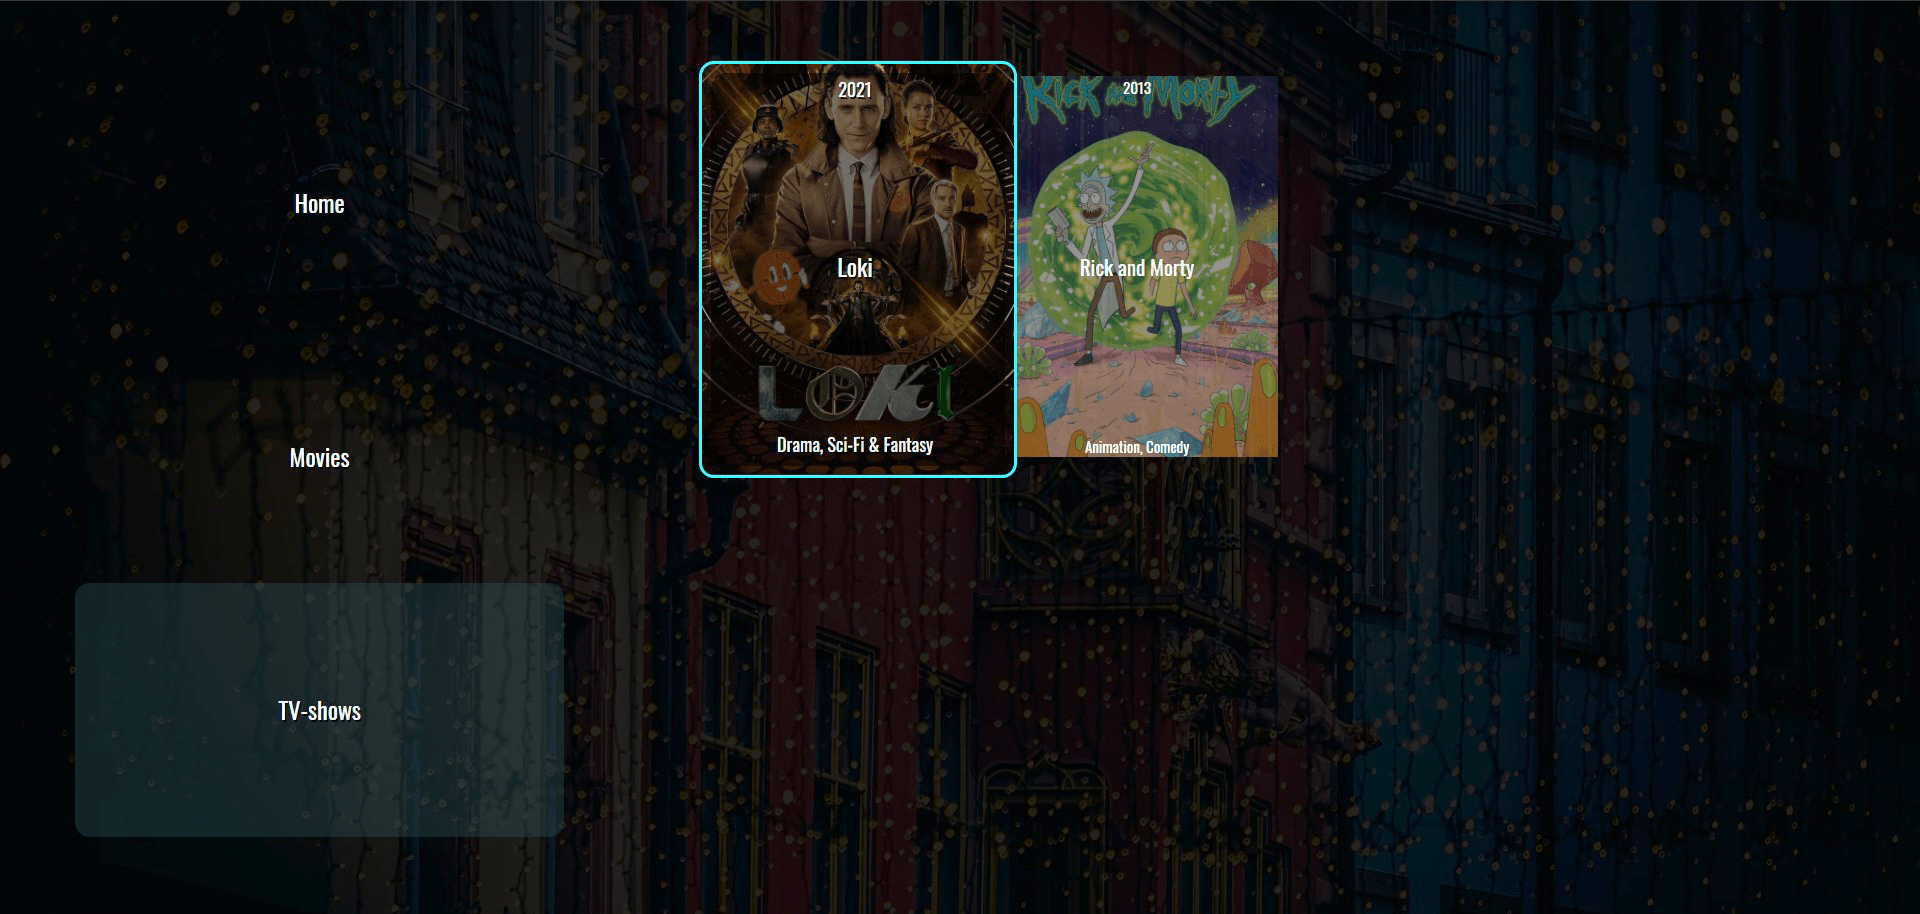 Home
Movies
TV-shows
2021
Loki
LOKI
Drama, Sci-Fi & Fantasy
RICK AND MORTY
2013
Rick and Morty
Animation, Comedy